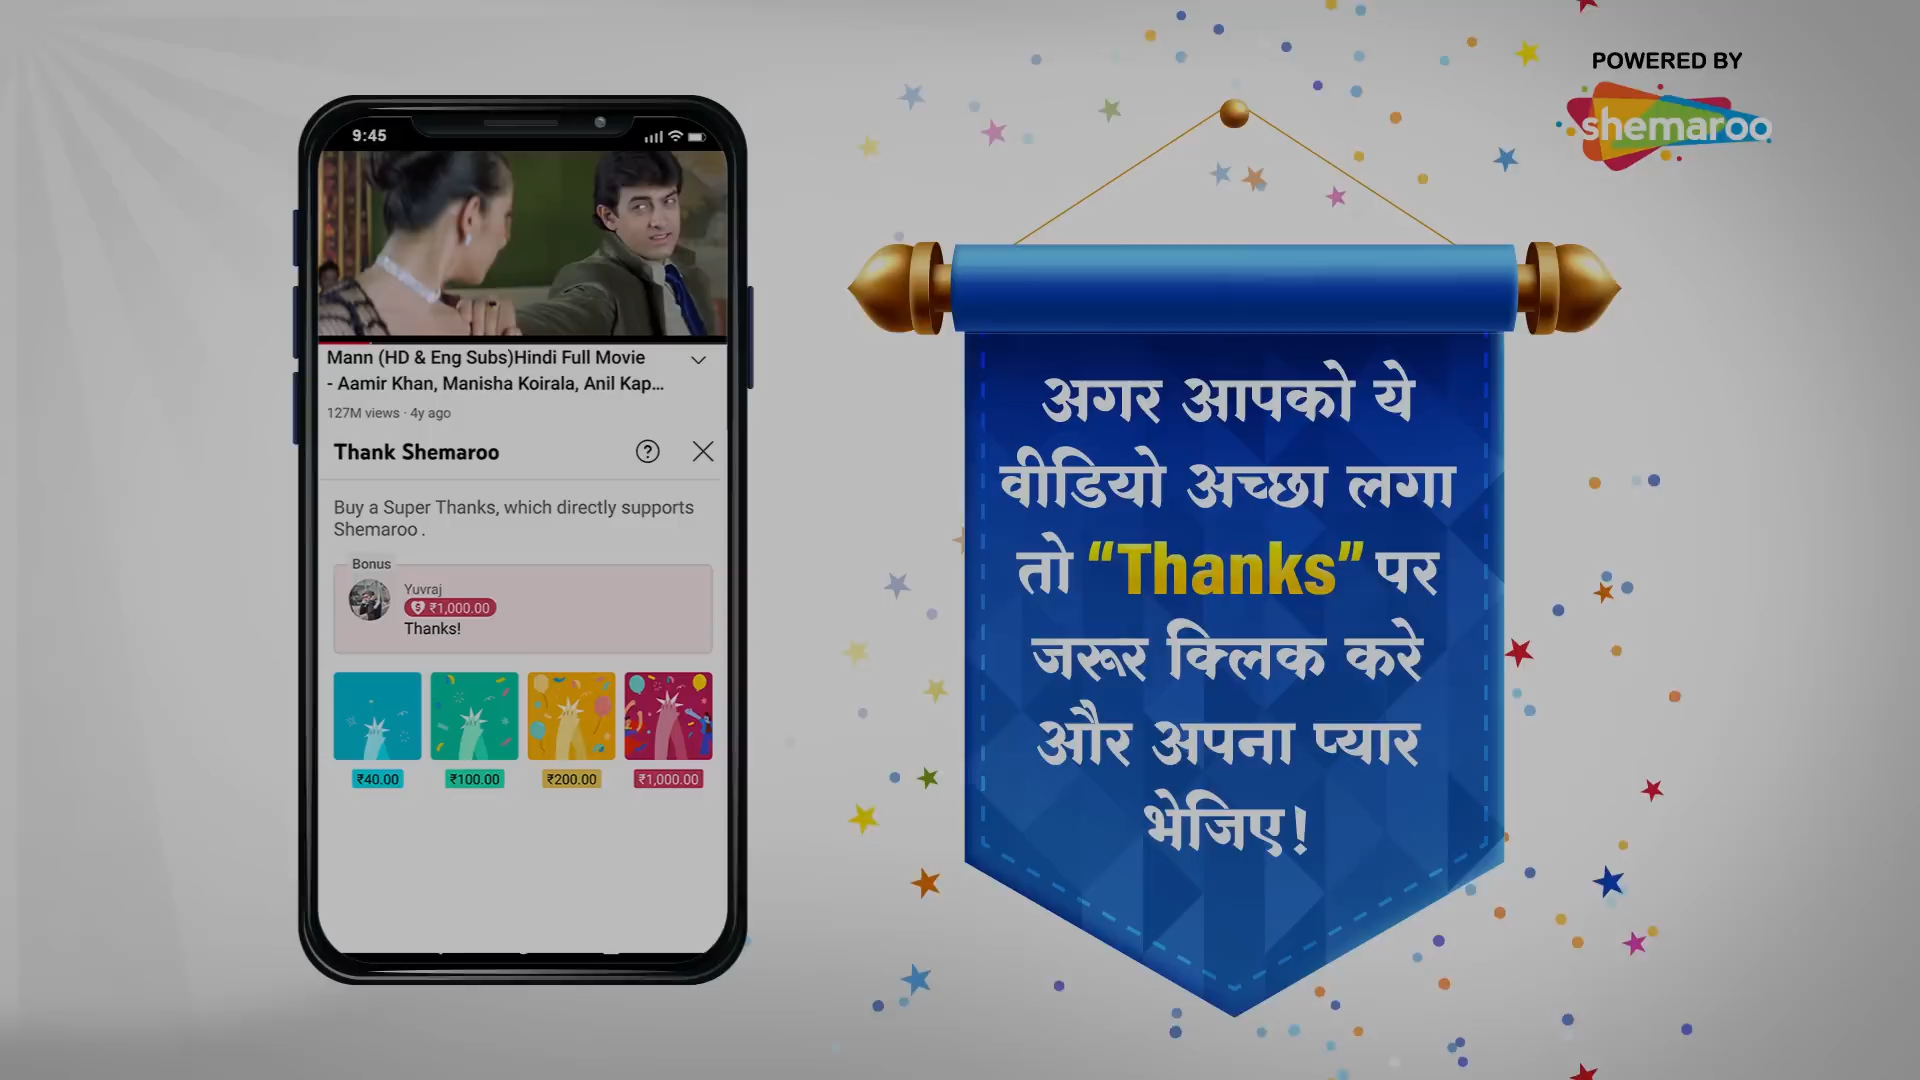 POWERED BY
shemaroo
9:45
Mann (HD & Eng Subs)Hindi Full Movie
- Aamir Khan, Manisha Koirala, Anil Kap...
127M views · 4y ago
Thank Shemaroo
?
Buy a Super Thanks, which directly supports
Shemaroo .
Bonus
Yuvraj
$ ₹1,000.00
Thanks!
₹40.00 ₹100.00 ₹200.00 ₹1,000.00
अगर आपको ये
वीडियो अच्छा लगा
तो “Thanks” पर
जरूर क्लिक करे
और अपना प्यार
भेजिए!